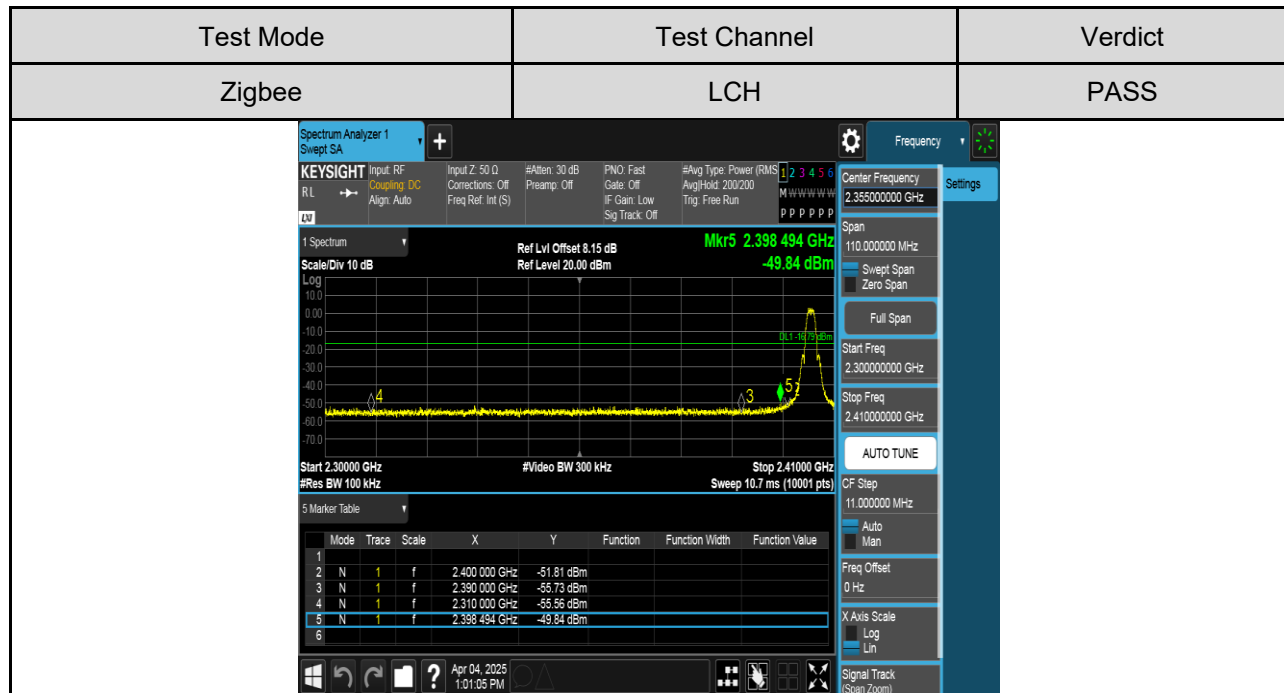 Test Mode Test Channel Verdict
Zigbee LCH PASS
Spectrum Analyzer 1
Swept SA
+
Frequency
Settings
KEYSIGHT
RL
LXI
Input: RF
Coupling: DC
Align: Auto
Input Z: 50 Ω
Corrections: Off
Freq Ref: Int (S)
#Atten: 30 dB
Preamp: Off
PNO: Fast
Gate: Off
IF Gain: Low
Sig Track: Off
#Avg Type: Power (RMS
Avg|Hold: 200/200
Trig: Free Run
1 2 3 4 5 6
M W W W W W
P P P P P P
1 Spectrum
Scale/Div 10 dB
Ref Lvl Offset 8.15 dB
Ref Level 20.00 dBm
Mkr5 2.398 494 GHz
-49.84 dBm
Log
10.0
0.00
-10.0
-20.0
-30.0
-40.0
-50.0
-60.0
-70.0
DL1 -16.79 dBm
4
3
5
2
Start 2.30000 GHz #Video BW 300 kHz Stop 2.41000 GHz
#Res BW 100 kHz Sweep 10.7 ms (10001 pts)
5 Marker Table
Mode Trace Scale X Y Function Function Width Function Value
1
2 N 1 f 2.400 000 GHz -51.81 dBm
3 N 1 f 2.390 000 GHz -55.73 dBm
4 N 1 f 2.310 000 GHz -55.56 dBm
5 N 1 f 2.398 494 GHz -49.84 dBm
6
?
Apr 04, 2025
1:01:05 PM
Center Frequency
2.355000000 GHz
Span
110.000000 MHz
Swept Span
Zero Span
Full Span
Start Freq
2.300000000 GHz
Stop Freq
2.410000000 GHz
AUTO TUNE
CF Step
11.000000 MHz
Auto
Man
Freq Offset
0 Hz
X Axis Scale
Log
Lin
Signal Track
(Span Zoom)